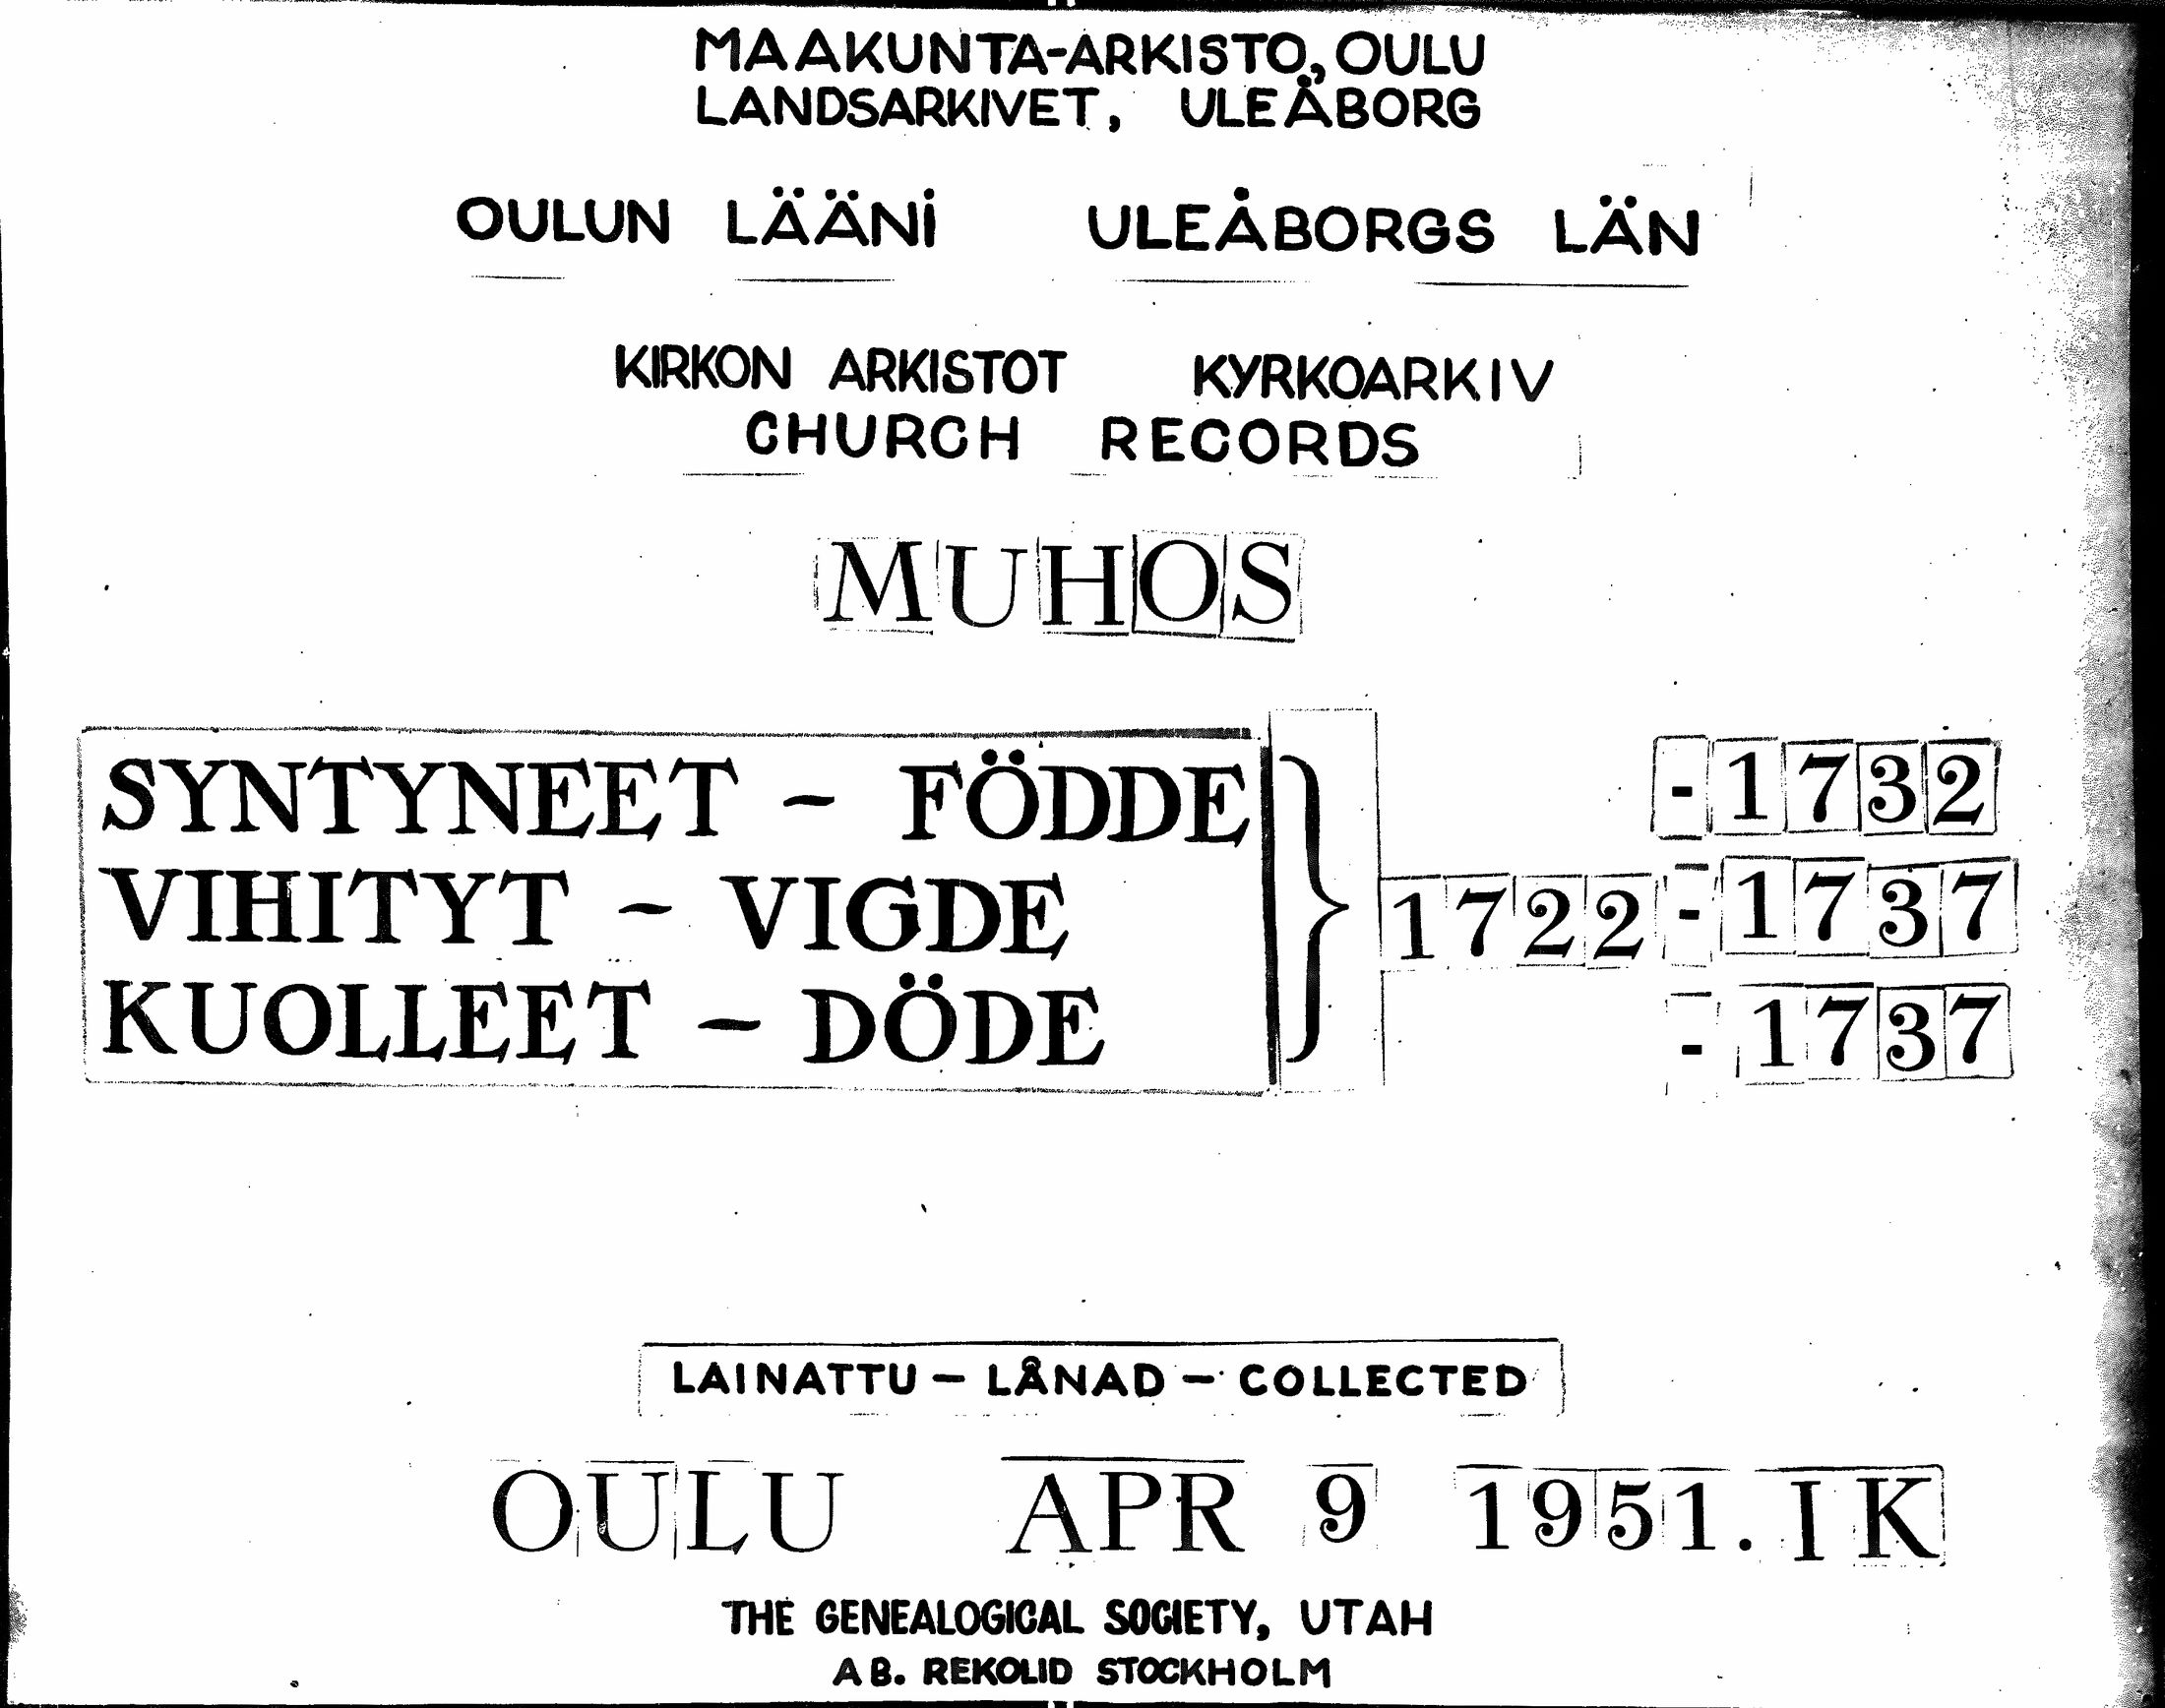 MAAKUNTA-ARKISTO, OULU
LANDSARKIVET, ULEÅBORG
OULUN LÄÄNI ULEÅBORGS LÄN
KIRKON ARKISTOT KYRKOARKIV
CHURCH RECORDS
MUHOS
SYNTYNEET - FÖDDE - 1732
VIHITYT - VIGDE } 1722 - 1737
KUOLLEET - DÖDE - 1737
LAINATTU - LÅNAD - COLLECTED
OULU APR 9 1951. IK
THE GENEALOGICAL SOCIETY, UTAH
AB. REKOLID STOCKHOLM